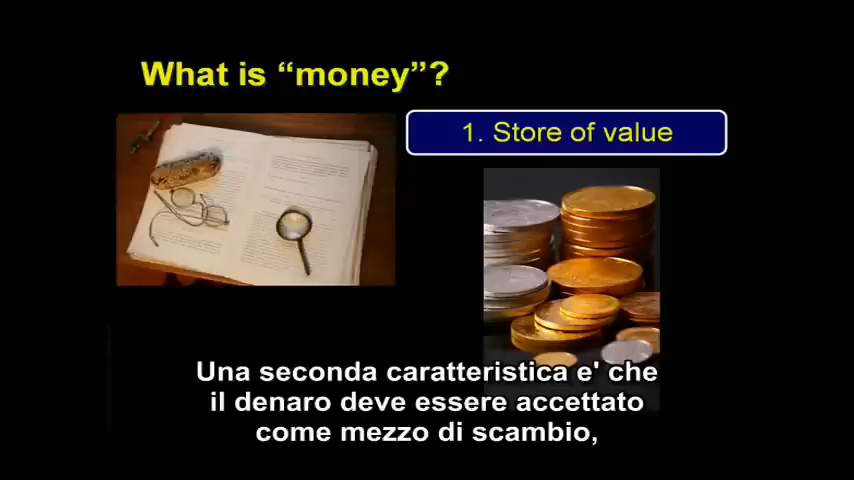 What is “money”?
1. Store of value
Una seconda caratteristica e' che
il denaro deve essere accettato
come mezzo di scambio,